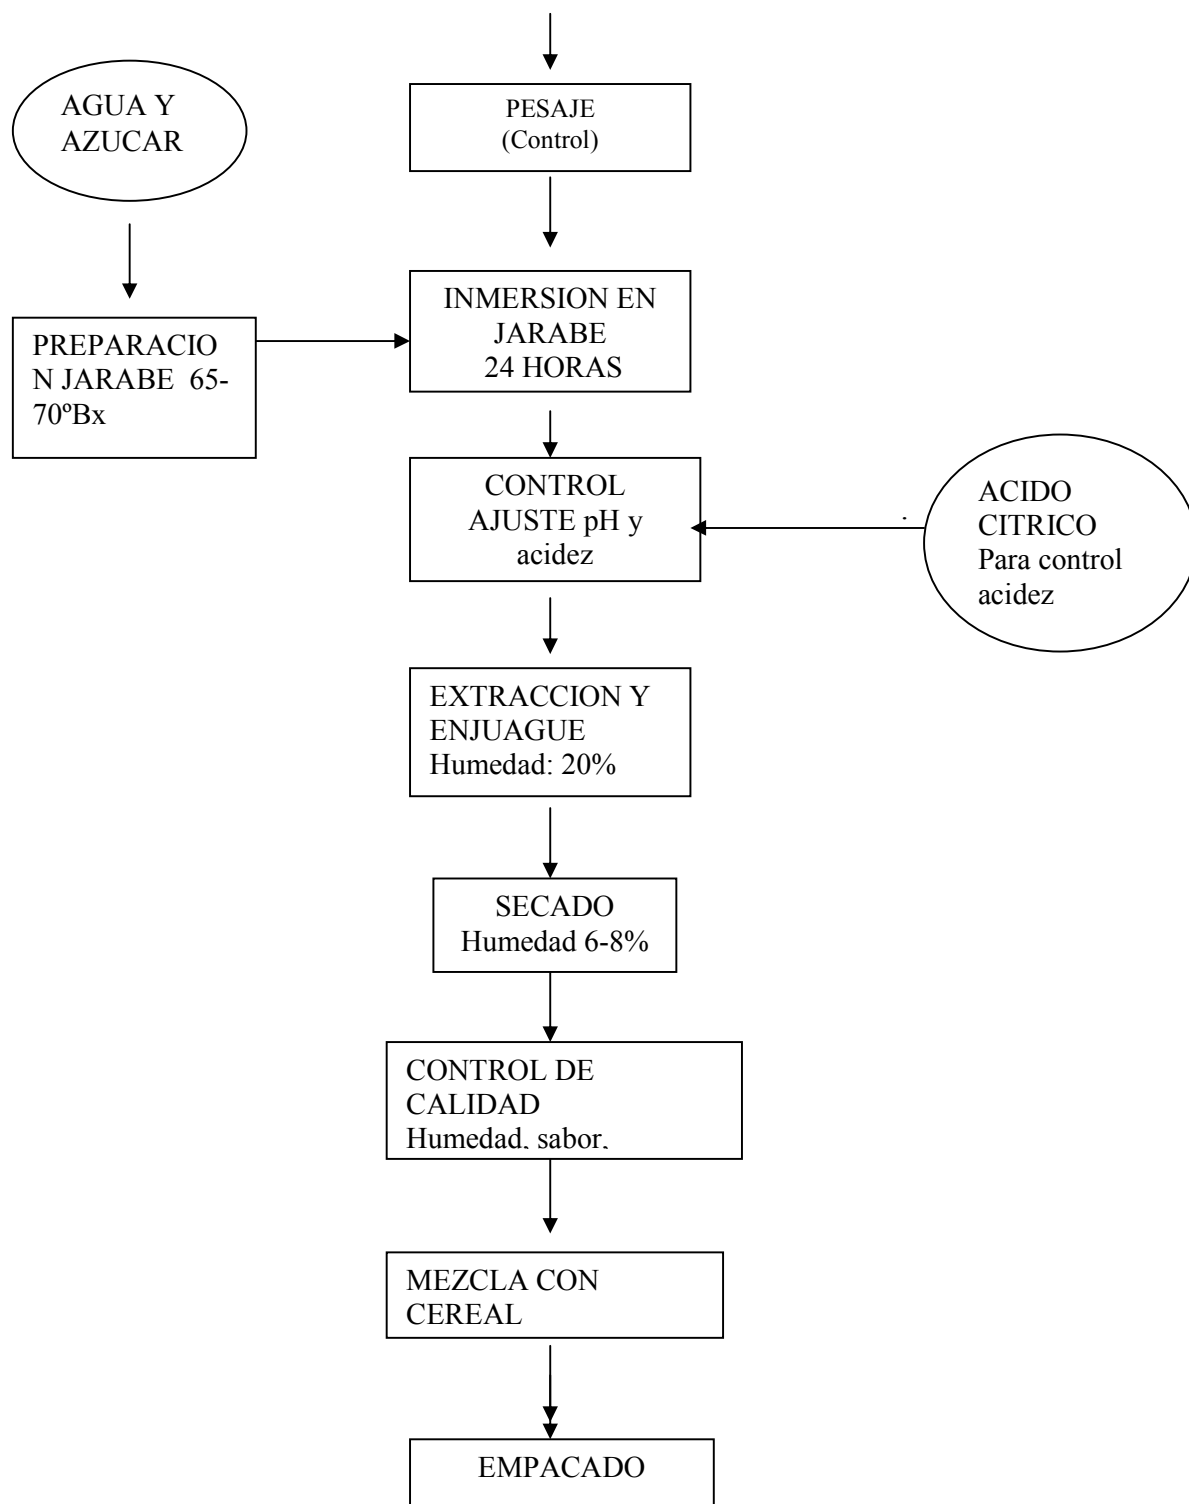 AGUA Y
AZUCAR
PESAJE
(Control)
INMERSION EN
JARABE
24 HORAS
PREPARACIO
N JARABE 65-
70ºBx
CONTROL
AJUSTE pH y
acidez
ACIDO
CITRICO
Para control
acidez
EXTRACCION Y
ENJUAGUE
Humedad: 20%
SECADO
Humedad 6-8%
CONTROL DE
CALIDAD
Humedad, sabor,
MEZCLA CON
CEREAL
EMPACADO